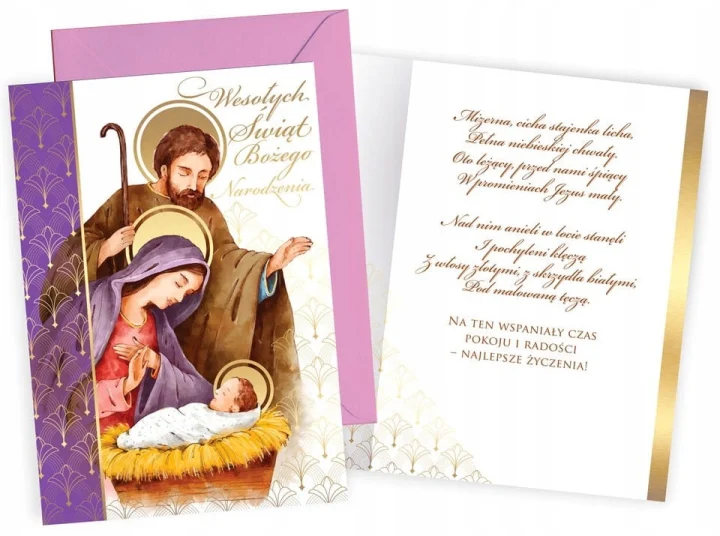 Wesołych
Świąt
Bożego
Narodzenia
Mizerna, cicha stajenka licha,
Pełna niebieskiej chwały.
Oto leżący, przed nami śpiący
W promieniach Jezus mały.
Nad nim anieli w locie stanęli
I pochyleni klęczą
Z włosy złotymi, z skrzydła białymi,
Pod malowaną tęczą.
NA TEN WSPANIAŁY CZAS
POKOJU I RADOŚCI
– NAJLEPSZE ŻYCZENIA!